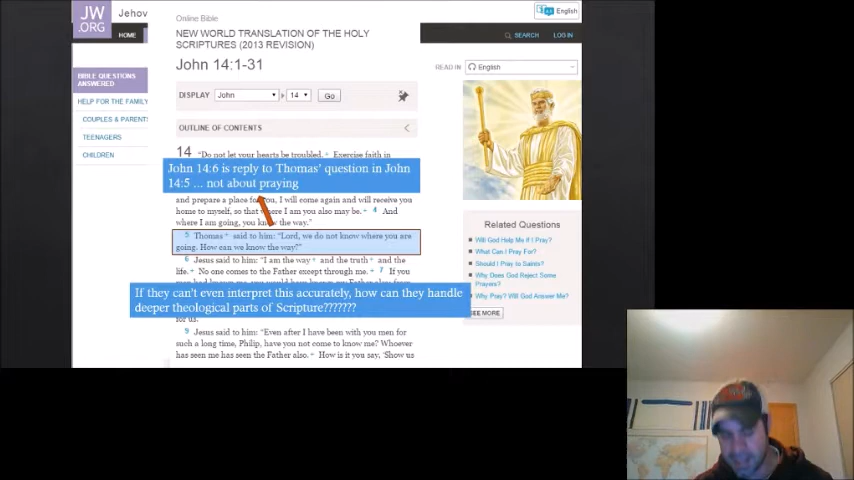 JW
.ORG
Jehov
HOME
English
SEARCH
LOG IN
Online Bible
NEW WORLD TRANSLATION OF THE HOLY
SCRIPTURES (2013 REVISION)
John 14:1-31
READ IN
English
DISPLAY John 14 Go
OUTLINE OF CONTENTS
BIBLE QUESTIONS
ANSWERED
HELP FOR THE FAMILY
COUPLES & PARENT
TEENAGERS
CHILDREN
14 "Do not let your hearts be troubled.+ Exercise faith in
John 14:6 is reply to Thomas' question in John
14:5 ... not about praying
and prepare a place for you, I will come again and will receive you
home to myself, so that where I am you also may be.+ 4 And
where I am going, you know the way."
5 Thomas+ said to him: "Lord, we do not know where you are
going. How can we know the way?"
6 Jesus said to him: "I am the way+ and the truth+ and the
life.+ No one comes to the Father except through me.+ 7 If you
If they can't even interpret this accurately, how can they handle
deeper theological parts of Scripture???????
for us."
9 Jesus said to him: "Even after I have been with you men for
such a long time, Philip, have you not come to know me? Whoever
has seen me has seen the Father also.+ How is it you say, 'Show us
Related Questions
Will God Help Me If I Pray?
What Can I Pray For?
Should I Pray to Saints?
Why Does God Reject Some
Prayers?
Why Pray? Will God Answer Me?
SEE MORE